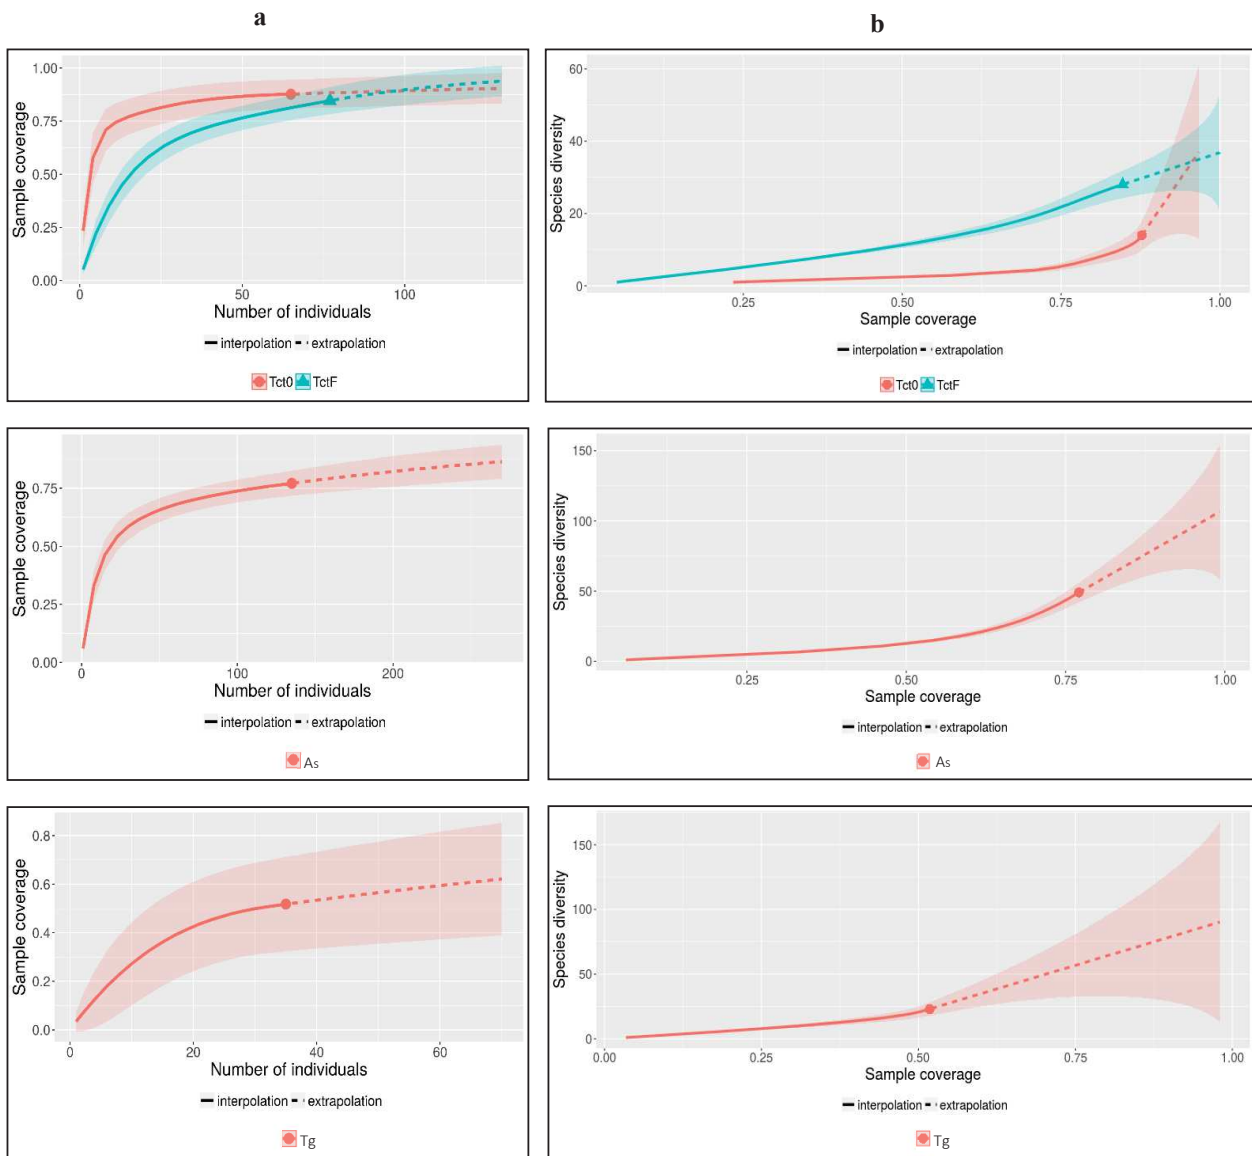 a
b
1.00
0.75
0.50
0.25
0.00
Sample coverage
0 50 100
Number of individuals
interpolation extrapolation
Tct0 TctF
60
40
20
0
Species diversity
0.25 0.50 0.75 1.00
Sample coverage
interpolation extrapolation
Tct0 TctF
0.75
0.50
0.25
0.00
Sample coverage
0 100 200
Number of individuals
interpolation extrapolation
As
150
100
50
0
Species diversity
0.25 0.50 0.75 1.00
Sample coverage
interpolation extrapolation
As
0.8
0.6
0.4
0.2
0.0
Sample coverage
0 20 40 60
Number of individuals
interpolation extrapolation
Tg
150
100
50
0
Species diversity
0.00 0.25 0.50 0.75 1.00
Sample coverage
interpolation extrapolation
Tg